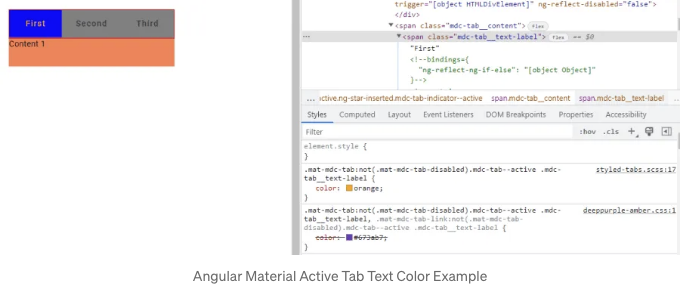 First Second Third
Content 1
trigger="[object HTMLDivElement]" ng-reflect-disabled="false">
</div>
▼<span class="mdc-tab__content"> flex
... ▼<span class="mdc-tab__text-label"> flex == $0
"First"
<!--bindings={
"ng-reflect-ng-if-else": "[object Object]"
}-->
... ctive.ng-star-inserted.mdc-tab-indicator--active span.mdc-tab__content span.mdc-tab__text-label ...
Styles Computed Layout Event Listeners DOM Breakpoints Properties Accessibility
Filter :hov .cls +
element.style {
}
.mat-mdc-tab:not(.mat-mdc-tab-disabled).mdc-tab--active .mdc- styled-tabs.scss:17
tab__text-label {
color: orange;
}
.mat-mdc-tab:not(.mat-mdc-tab-disabled).mdc-tab--active .mdc- deeppurple-amber.css:1
tab__text-label, .mat-mdc-tab-link:not(.mat-mdc-tab-
disabled).mdc-tab--active .mdc-tab__text-label {
color: #673ab7;
}
Angular Material Active Tab Text Color Example